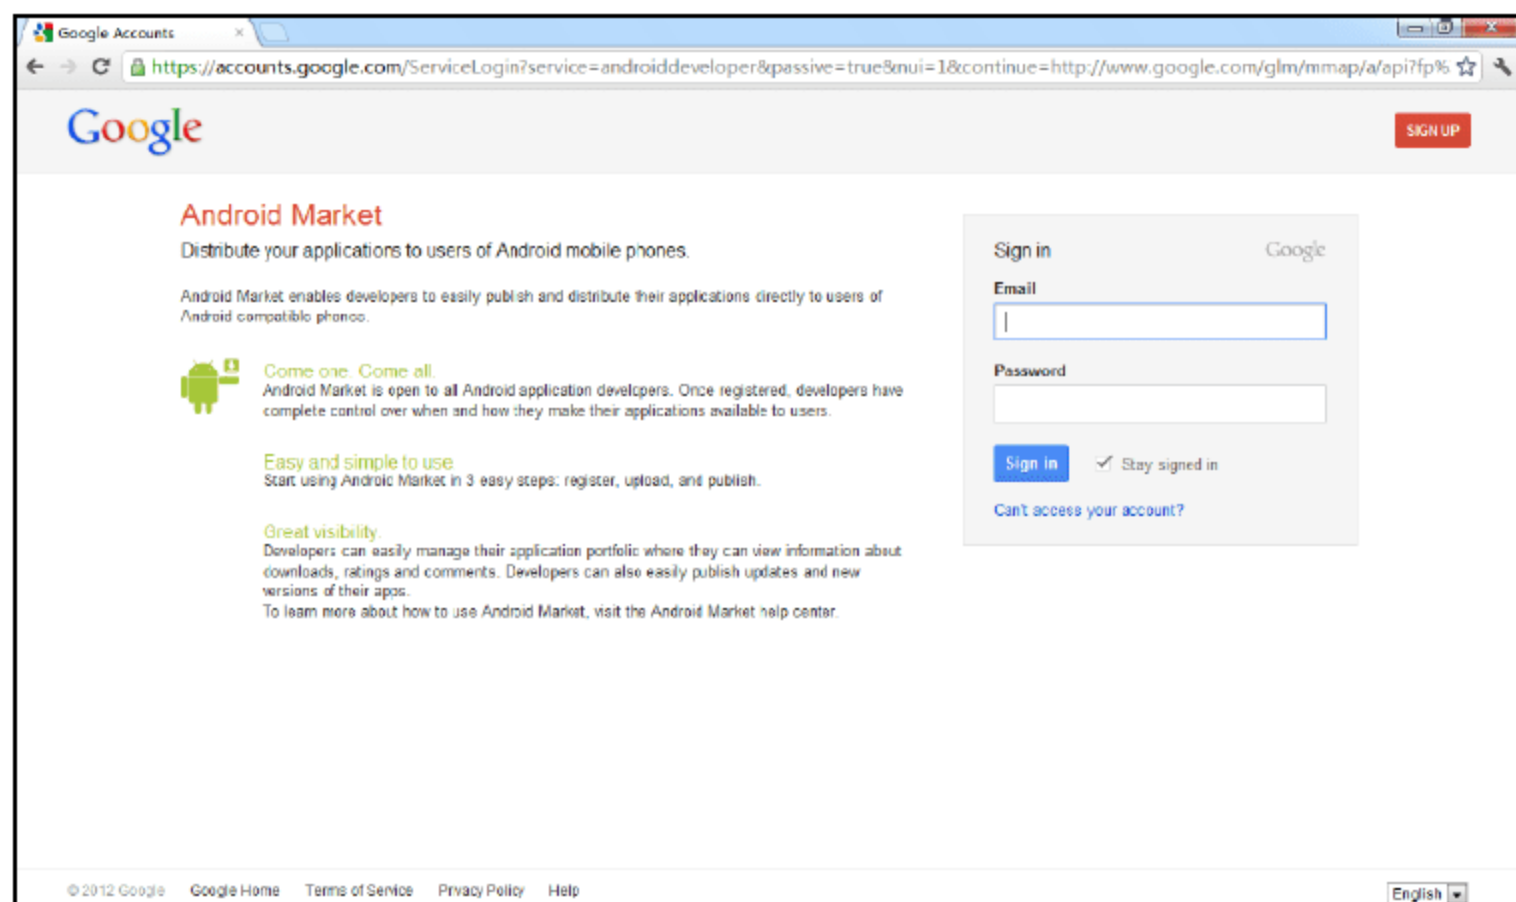 Google Accounts
https://accounts.google.com/ServiceLogin?service=androiddeveloper&passive=true&nui=1&continue=http://www.google.com/glm/mmap/a/api?fp%
Google
SIGN UP
Android Market
Distribute your applications to users of Android mobile phones.
Android Market enables developers to easily publish and distribute their applications directly to users of
Android compatible phones.
Come one. Come all.
Android Market is open to all Android application developers. Once registered, developers have
complete control over when and how they make their applications available to users.
Easy and simple to use
Start using Android Market in 3 easy steps: register, upload, and publish.
Great visibility.
Developers can easily manage their application portfolio where they can view information about
downloads, ratings and comments. Developers can also easily publish updates and new
versions of their apps.
To learn more about how to use Android Market, visit the Android Market help center.
Sign in
Google
Email
Password
Sign in
Stay signed in
Can't access your account?
© 2012 Google Google Home Terms of Service Privacy Policy Help
English